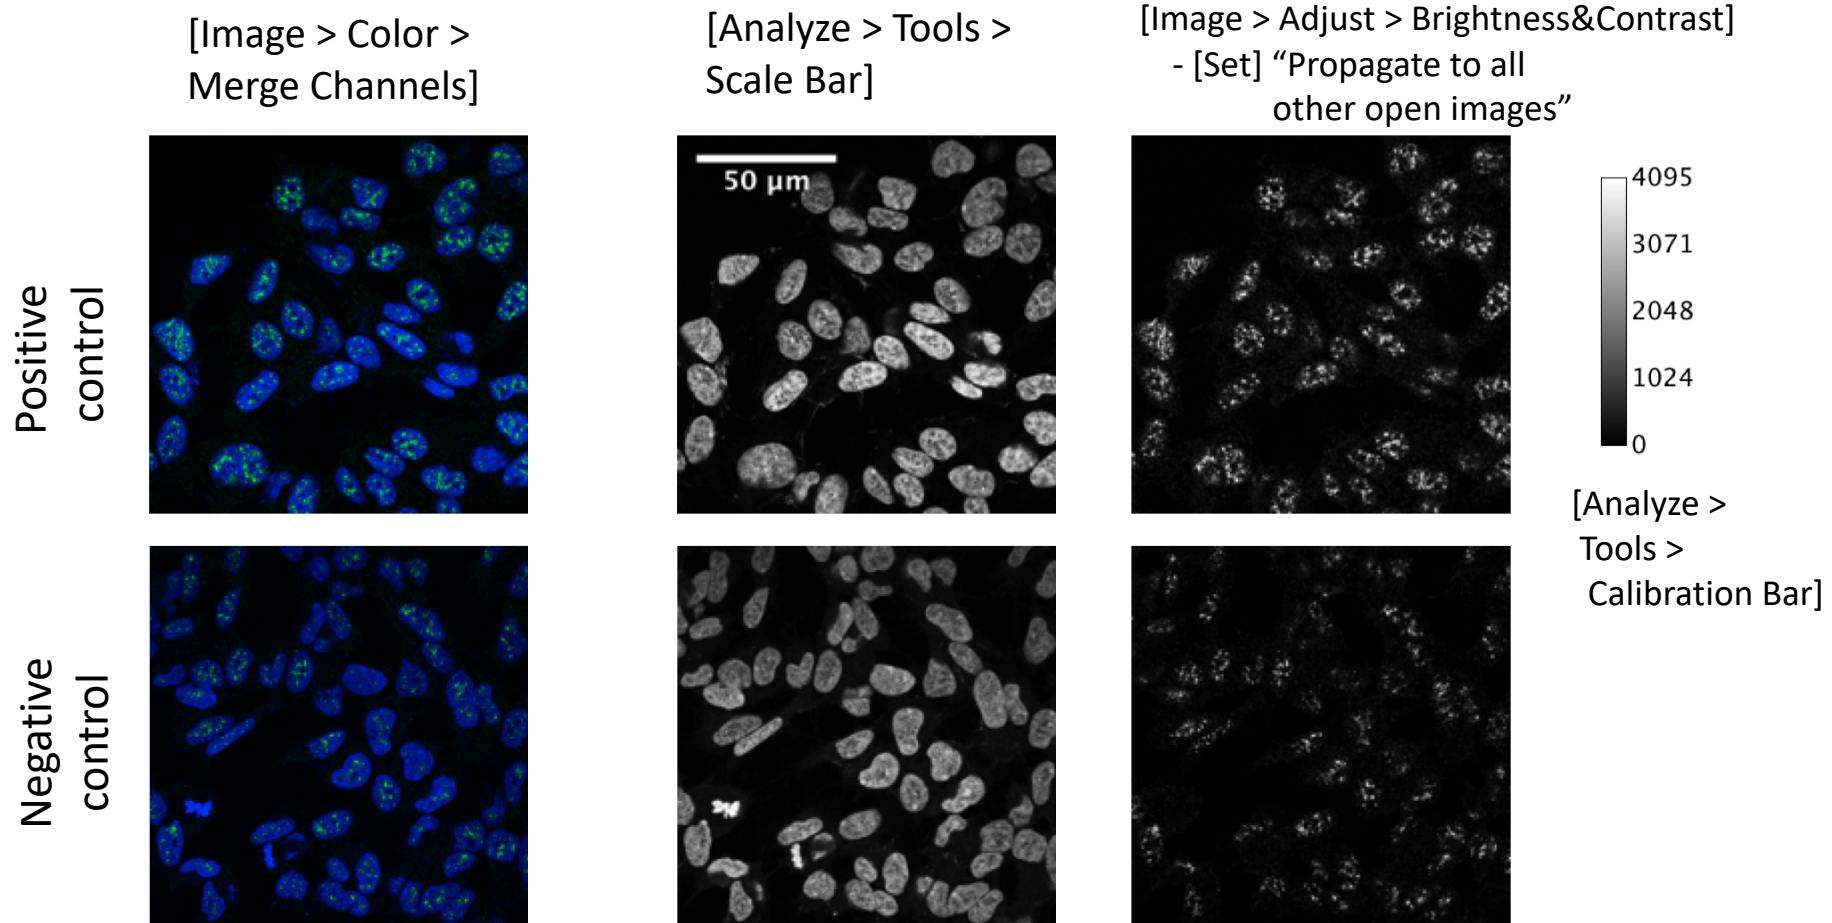 [Image > Color >
Merge Channels]
[Analyze > Tools >
Scale Bar]
[Image > Adjust > Brightness&Contrast]
- [Set] “Propagate to all
other open images”
Positive
control
50 µm
4095
3071
2048
1024
0
[Analyze >
Tools >
Calibration Bar]
Negative
control